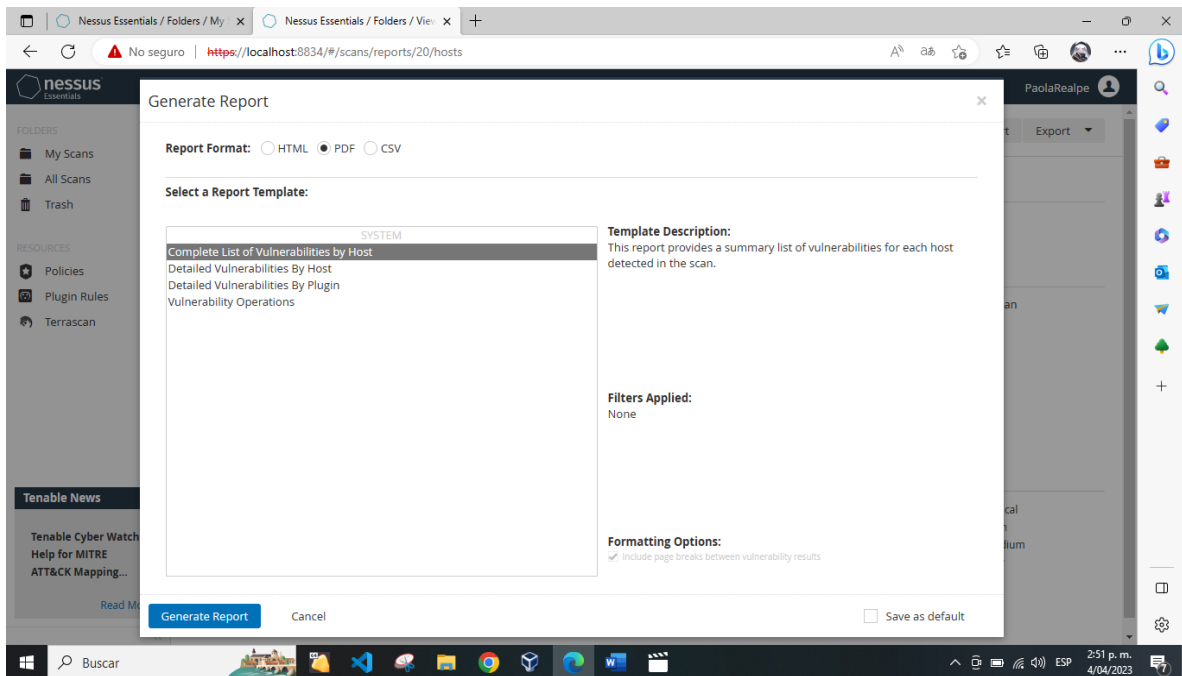 Nessus Essentials / Folders / My
Nessus Essentials / Folders / View
No seguro
https://localhost:8834/#/scans/reports/20/hosts
nessus
Essentials
PaolaRealpe
FOLDERS
My Scans
All Scans
Trash
RESOURCES
Policies
Plugin Rules
Terrascan
Tenable News
Tenable Cyber Watch
Help for MITRE
ATT&CK Mapping...
Read Mo
t
Export
an
cal
dium
Generate Report
Report Format:
HTML
PDF
CSV
Select a Report Template:
SYSTEM
Complete List of Vulnerabilities by Host
Detailed Vulnerabilities By Host
Detailed Vulnerabilities By Plugin
Vulnerability Operations
Template Description:
This report provides a summary list of vulnerabilities for each host
detected in the scan.
Filters Applied:
None
Formatting Options:
Include page breaks between vulnerability results
Generate Report
Cancel
Save as default
Buscar
ESP
2:51 p. m.
4/04/2023